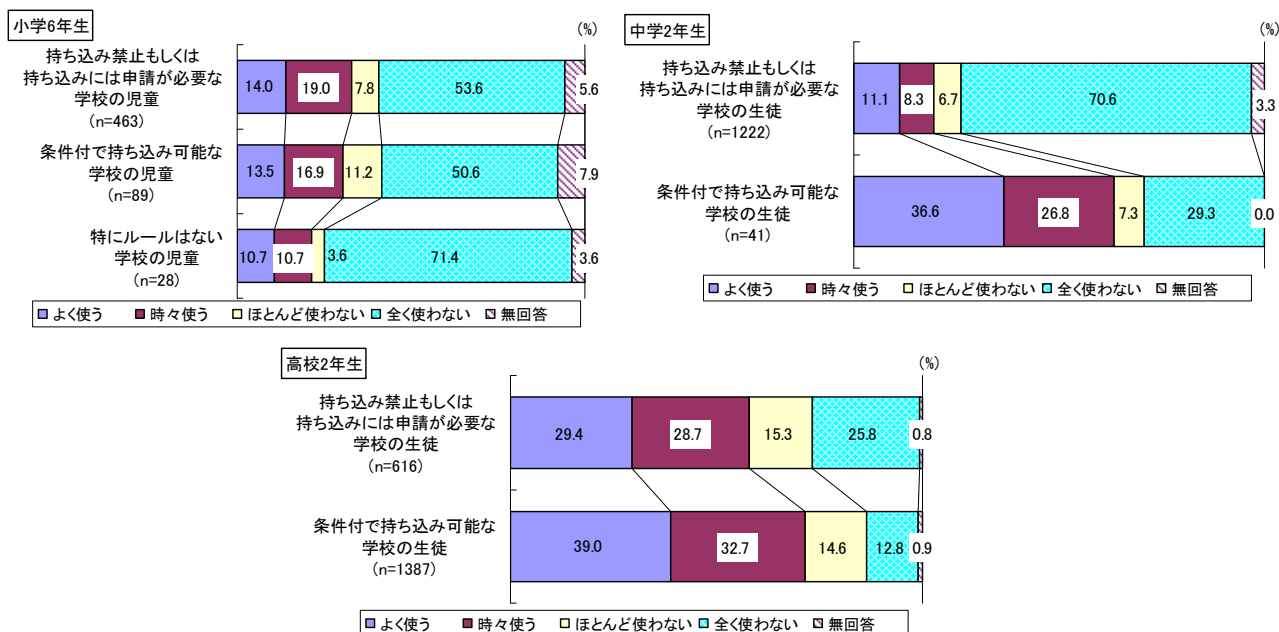 小学6年生
(%)
持ち込み禁止もしくは
持ち込みには申請が必要な
学校の児童
(n=463)
14.0 19.0 7.8 53.6 5.6
条件付で持ち込み可能な
学校の児童
(n=89)
13.5 16.9 11.2 50.6 7.9
特にルールはない
学校の児童
(n=28)
10.7 10.7 3.6 71.4 3.6
よく使う 時々使う ほとんど使わない 全く使わない 無回答
中学2年生
(%)
持ち込み禁止もしくは
持ち込みには申請が必要な
学校の生徒
(n=1222)
11.1 8.3 6.7 70.6 3.3
条件付で持ち込み可能な
学校の生徒
(n=41)
36.6 26.8 7.3 29.3 0.0
よく使う 時々使う ほとんど使わない 全く使わない 無回答
高校2年生
(%)
持ち込み禁止もしくは
持ち込みには申請が必要な
学校の生徒
(n=616)
29.4 28.7 15.3 25.8 0.8
条件付で持ち込み可能な
学校の生徒
(n=1387)
39.0 32.7 14.6 12.8 0.9
よく使う 時々使う ほとんど使わない 全く使わない 無回答